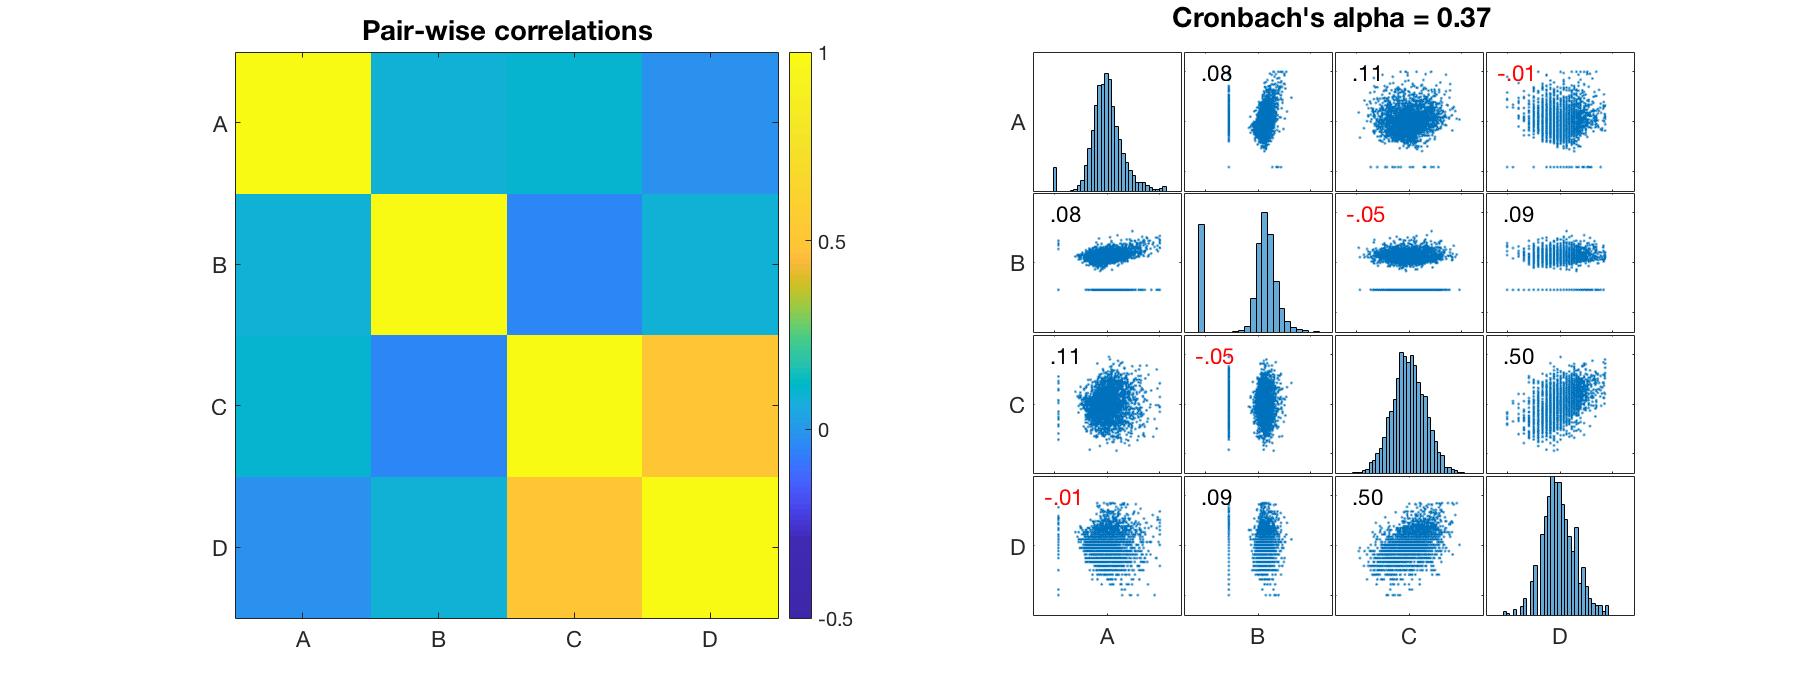 Pair-wise correlations
A
B
C
D
A
B
C
D
1
0.5
0
-0.5
Cronbach's alpha = 0.37
A
.08
.11
-.01
B
.08
-.05
.09
C
.11
-.05
.50
D
-.01
.09
.50
A
B
C
D